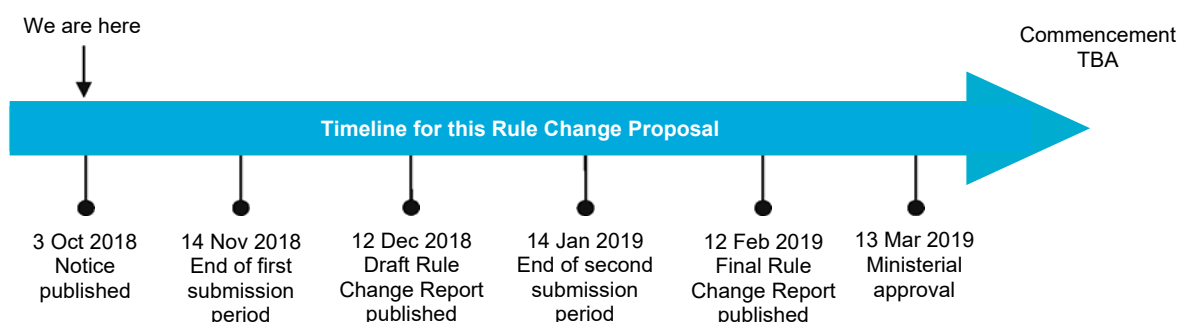 We are here
Commencement
TBA
Timeline for this Rule Change Proposal
3 Oct 2018
Notice
published
14 Nov 2018
End of first
submission
period
12 Dec 2018
Draft Rule
Change Report
published
14 Jan 2019
End of second
submission
period
12 Feb 2019
Final Rule
Change Report
published
13 Mar 2019
Ministerial
approval